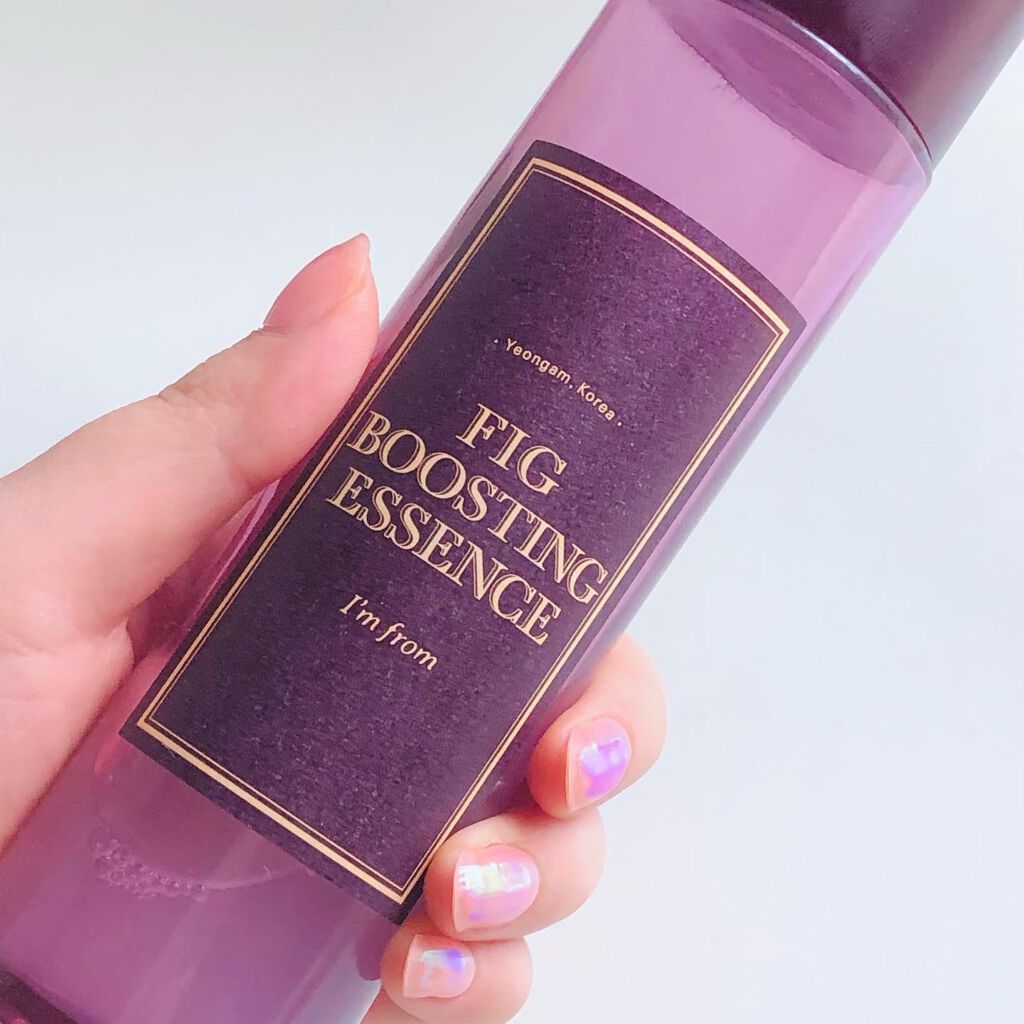 · Yeongam, Korea ·
FIG
BOOSTING
ESSENCE
I'm from